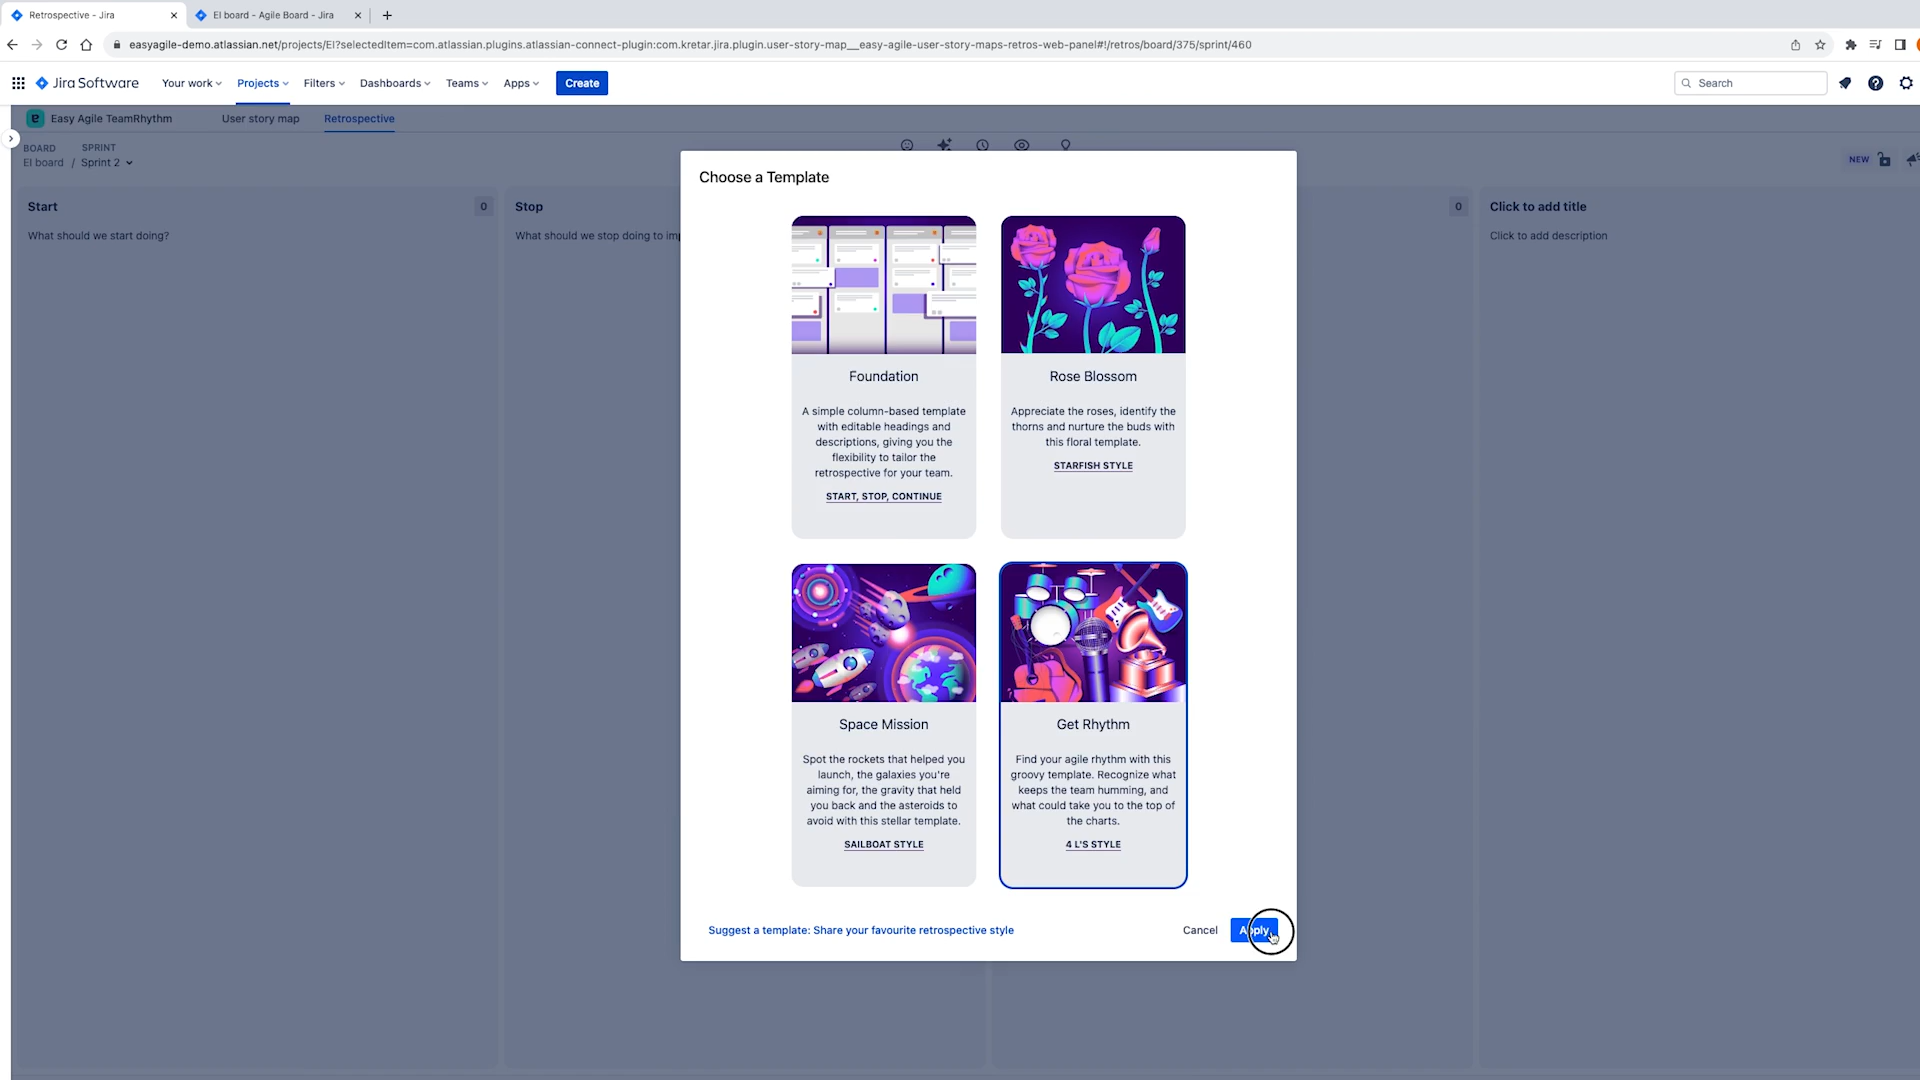 Retrospective - Jira
EI board - Agile Board - Jira
easyagile-demo.atlassian.net/projects/EI?selectedItem=com.atlassian.plugins.atlassian-connect-plugin:com.kretar.jira.plugin.user-story-map__easy-agile-user-story-maps-retros-web-panel#!/retros/board/375/sprint/460
Jira Software
Your work
Projects
Filters
Dashboards
Teams
Apps
Create
Search
Easy Agile TeamRhythm
User story map
Retrospective
BOARD
SPRINT
EI board / Sprint 2
NEW
Start
0
What should we start doing?
Stop
What should we stop doing to
0
Click to add title
Click to add description
Choose a Template
Foundation
A simple column-based template
with editable headings and
descriptions, giving you the
flexibility to tailor the
retrospective for your team.
START, STOP, CONTINUE
Rose Blossom
Appreciate the roses, identify the
thorns and nurture the buds with
this floral template.
STARFISH STYLE
Space Mission
Spot the rockets that helped you
launch, the galaxies you're
aiming for, the gravity that held
you back and the asteroids to
avoid with this stellar template.
SAILBOAT STYLE
Get Rhythm
Find your agile rhythm with this
groovy template. Recognize what
keeps the team humming, and
what could take you to the top of
the charts.
4 L'S STYLE
Suggest a template: Share your favourite retrospective style
Cancel
Apply